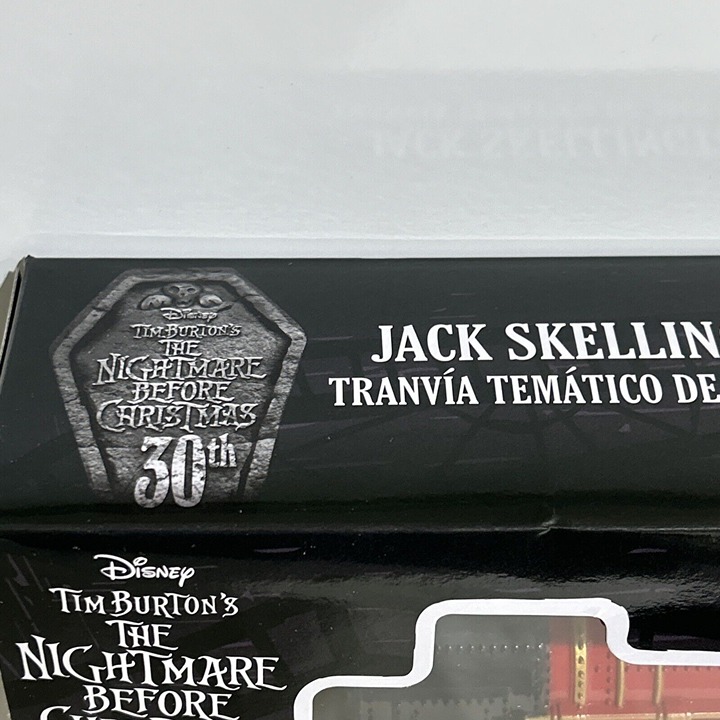 Disney
TIM BURTON'S
THE
NIGHTMARE
BEFORE
CHRISTMAS
30th
JACK SKELLIN
TRANVÍA TEMÁTICO DE
Disney
TIM BURTON'S
THE
NIGHTMARE
BEFORE